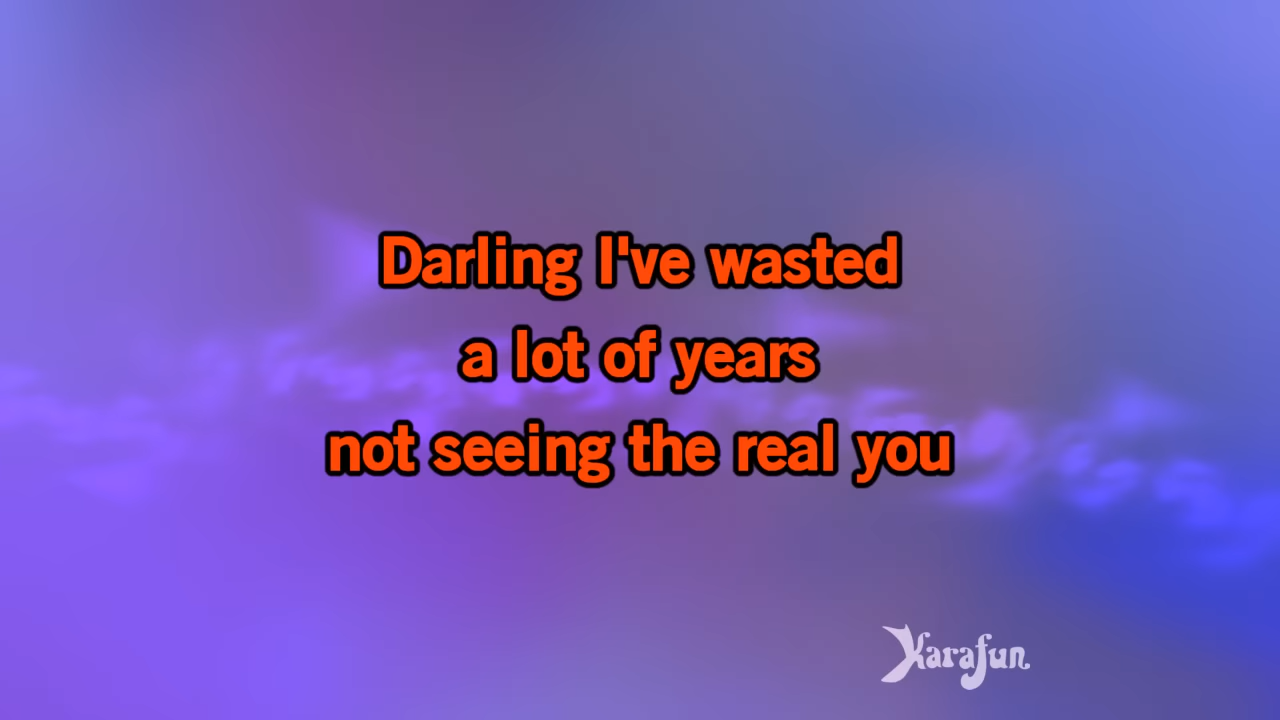 Darling I've wasted
a lot of years
not seeing the real you
Karafun